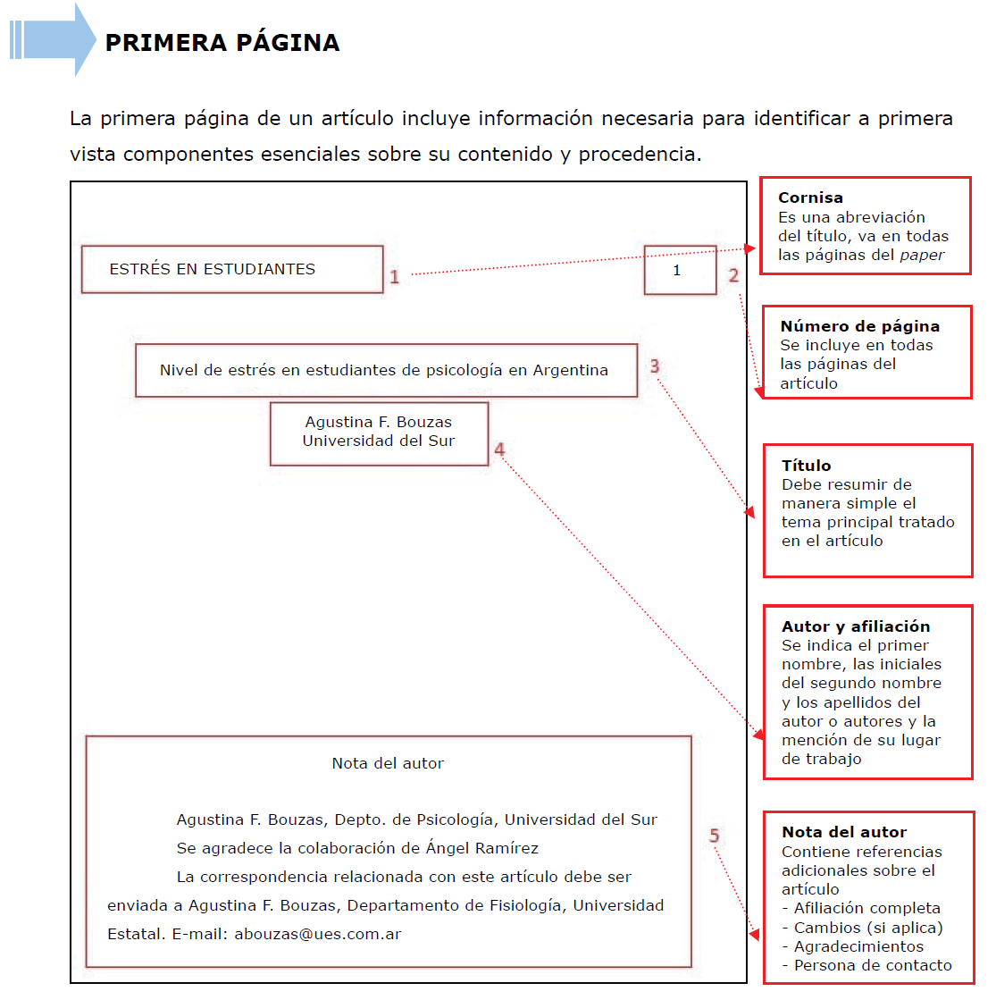 PRIMERA PÁGINA
La primera página de un artículo incluye información necesaria para identificar a primera
vista componentes esenciales sobre su contenido y procedencia.
ESTRÉS EN ESTUDIANTES
1
1
2
Cornisa
Es una abreviación
del título, va en todas
las páginas del paper
Número de página
Se incluye en todas
las páginas del
artículo
Nivel de estrés en estudiantes de psicología en Argentina
3
Agustina F. Bouzas
Universidad del Sur
4
Título
Debe resumir de
manera simple el
tema principal tratado
en el artículo
Autor y afiliación
Se indica el primer
nombre, las iniciales
del segundo nombre
y los apellidos del
autor o autores y la
mención de su lugar
de trabajo
Nota del autor
Agustina F. Bouzas, Depto. de Psicología, Universidad del Sur
Se agradece la colaboración de Ángel Ramírez
La correspondencia relacionada con este artículo debe ser
enviada a Agustina F. Bouzas, Departamento de Fisiología, Universidad
Estatal. E-mail: abouzas@ues.com.ar
5
Nota del autor
Contiene referencias
adicionales sobre el
artículo
- Afiliación completa
- Cambios (si aplica)
- Agradecimientos
- Persona de contacto